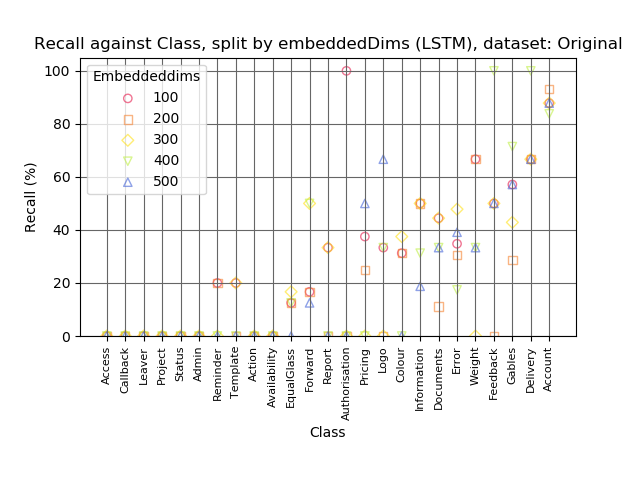 Recall against Class, split by embeddedDims (LSTM), dataset: Original
Embeddeddims
100
200
300
400
500
Recall (%)
100
80
60
40
20
0
Access
Callback
Leaver
Project
Status
Admin
Reminder
Template
Action
Availability
EqualGlass
Forward
Report
Authorisation
Pricing
Logo
Colour
Information
Documents
Error
Weight
Feedback
Gables
Delivery
Account
Class